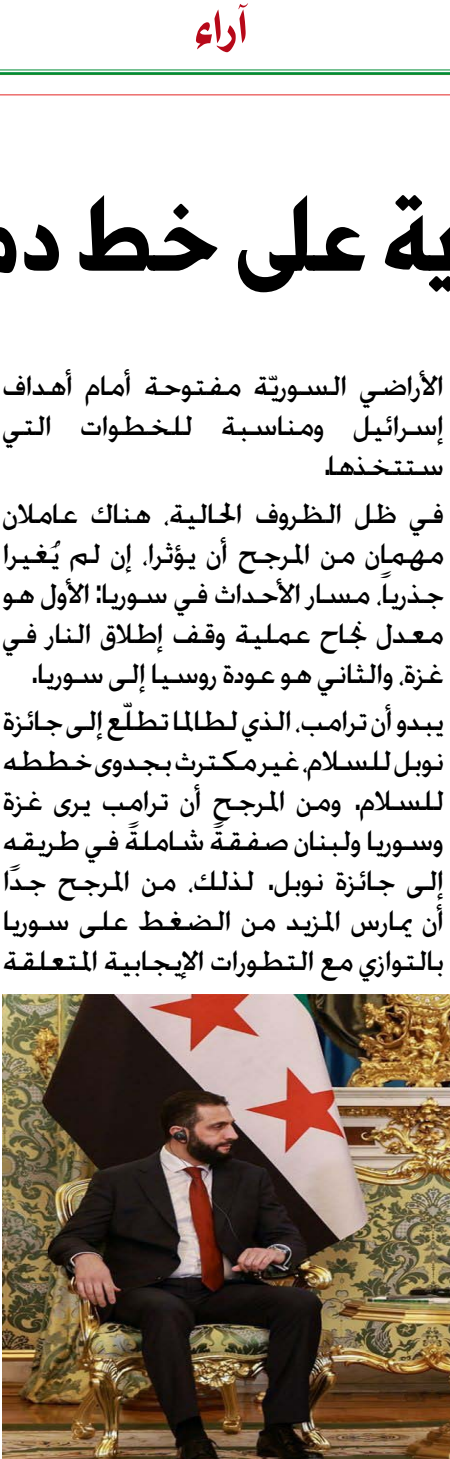 آراء
ية على خط دم
الأراضي السوريّة مفتوحة أمام أهداف
إسرائيل ومناسبة للخطوات التي
ستتخذها.
في ظل الظروف الحالية، هناك عاملان
مهمان من المرجح أن يؤثرا، إن لم يُغيرا
جذرياً، مسار الأحداث في سوريا: الأول هو
معدل نجاح عملية وقف إطلاق النار في
غزة، والثاني هو عودة روسيا إلى سوريا.
يبدو أن ترامب، الذي لطالما تطلّع إلى جائزة
نوبل للسلام، غير مكترث بجدوى خططه
للسلام. ومن المرجح أن ترامب يرى غزة
وسوريا ولبنان صفقةً شاملةً في طريقه
إلى جائزة نوبل. لذلك، من المرجح جدًا
أن يمارس المزيد من الضغط على سوريا
بالتوازي مع التطورات الإيجابية المتعلقة